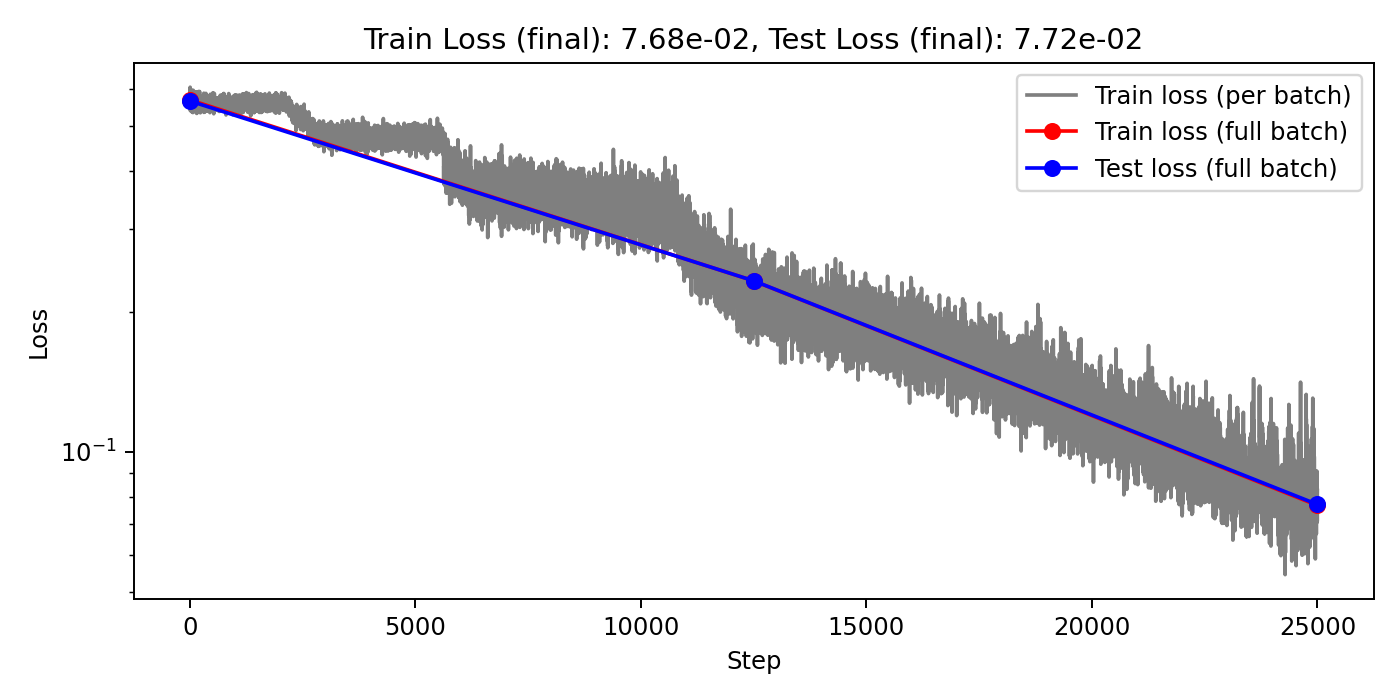 Train Loss (final): 7.68e-02, Test Loss (final): 7.72e-02
Train loss (per batch)
Train loss (full batch)
Test loss (full batch)
Loss
10⁻¹
0 5000 10000 15000 20000 25000
Step